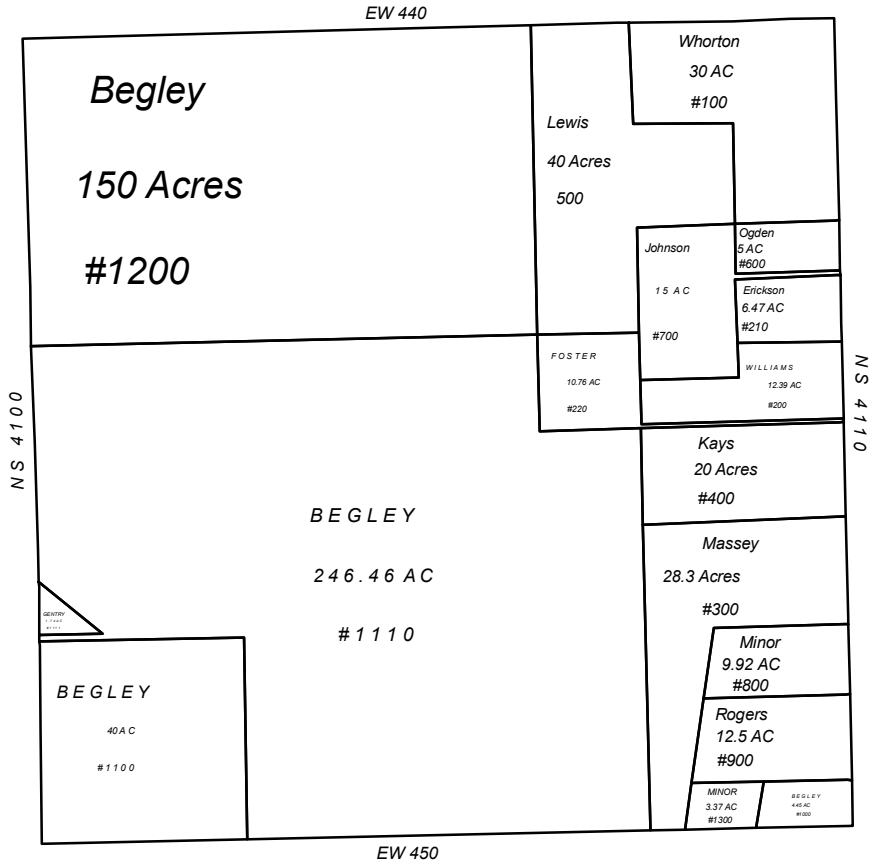 EW 440
Begley
150 Acres
#1200
Lewis
40 Acres
500
Whorton
30 AC
#100
Johnson
15 AC
#700
Ogden
5 AC
#600
Erickson
6.47 AC
#210
FOSTER
10.76 AC
#220
WILLIAMS
12.39 AC
#200
NS 4100
NS 4110
Kays
20 Acres
#400
BEGLEY
246.46 AC
#1110
Massey
28.3 Acres
#300
GENTRY
#1111
Minor
9.92 AC
#800
BEGLEY
40 AC
#1100
Rogers
12.5 AC
#900
MINOR
3.37 AC
#1300
BEGLEY
4.45 AC
#1000
EW 450